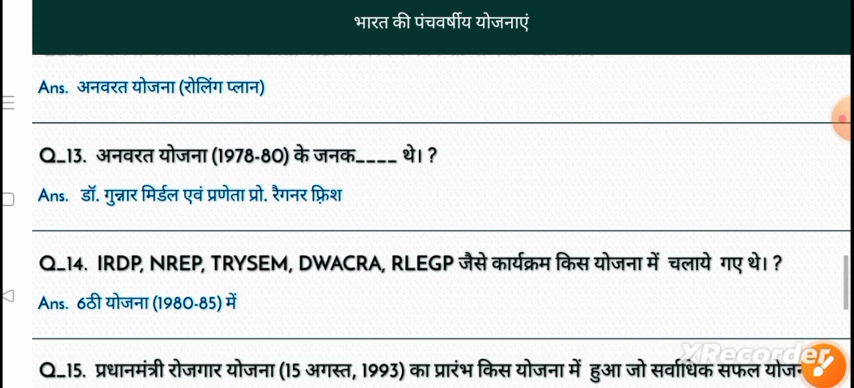 भारत की पंचवर्षीय योजनाएं
Ans. अनवरत योजना (रोलिंग प्लान)
Q_13. अनवरत योजना (1978-80) के जनक____ थे। ?
Ans. डॉ. गुन्नार मिर्डल एवं प्रणेता प्रो. रैगनर फ़्रिश
Q_14. IRDP, NREP, TRYSEM, DWACRA, RLEGP जैसे कार्यक्रम किस योजना में चलाये गए थे। ?
Ans. 6ठी योजना (1980-85) में
XRecorder
Q_15. प्रधानमंत्री रोजगार योजना (15 अगस्त, 1993) का प्रारंभ किस योजना में हुआ जो सर्वाधिक सफल